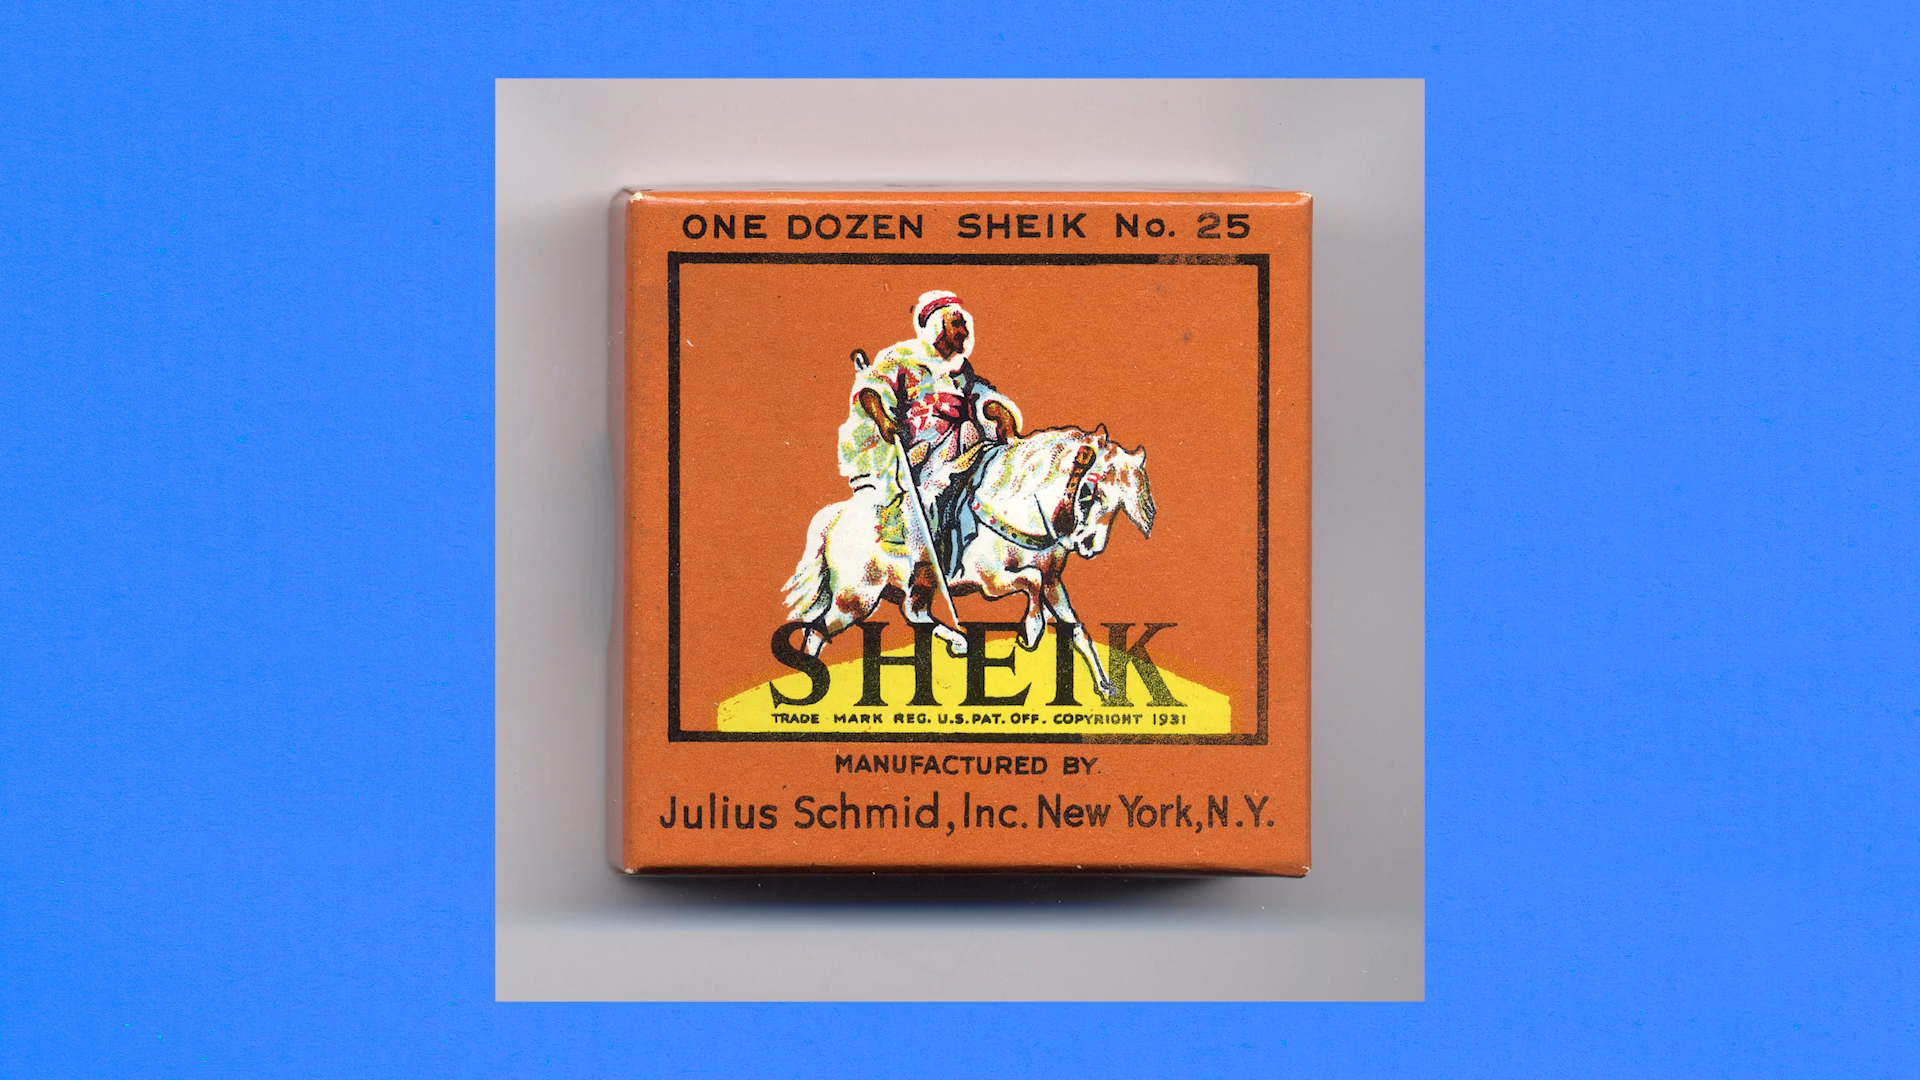 ONE DOZEN SHEIK No. 25
SHEIK
TRADE MARK REG. U.S. PAT. OFF. COPYRIGHT 1931
MANUFACTURED BY
Julius Schmid, Inc. New York, N.Y.